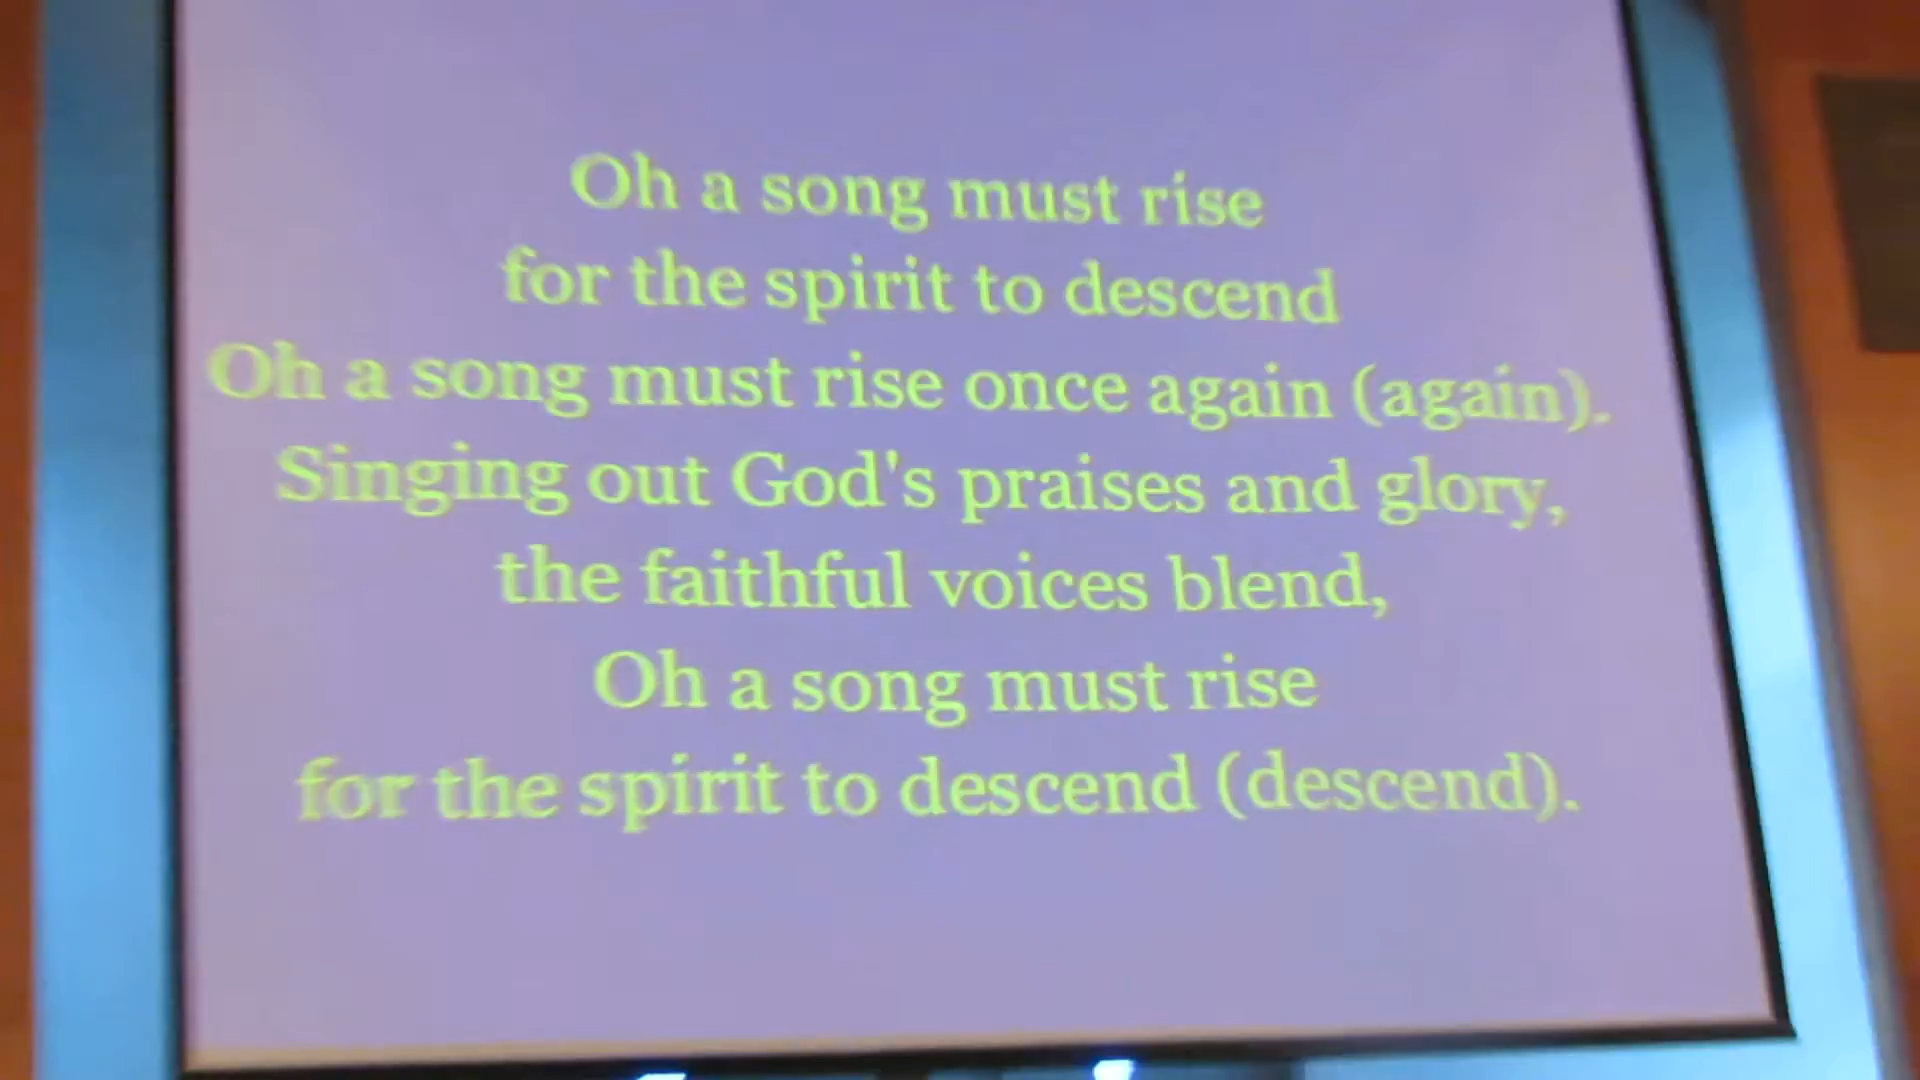 Oh a song must rise
for the spirit to descend
Oh a song must rise once again (again).
Singing out God's praises and glory,
the faithful voices blend,
Oh a song must rise
for the spirit to descend (descend).